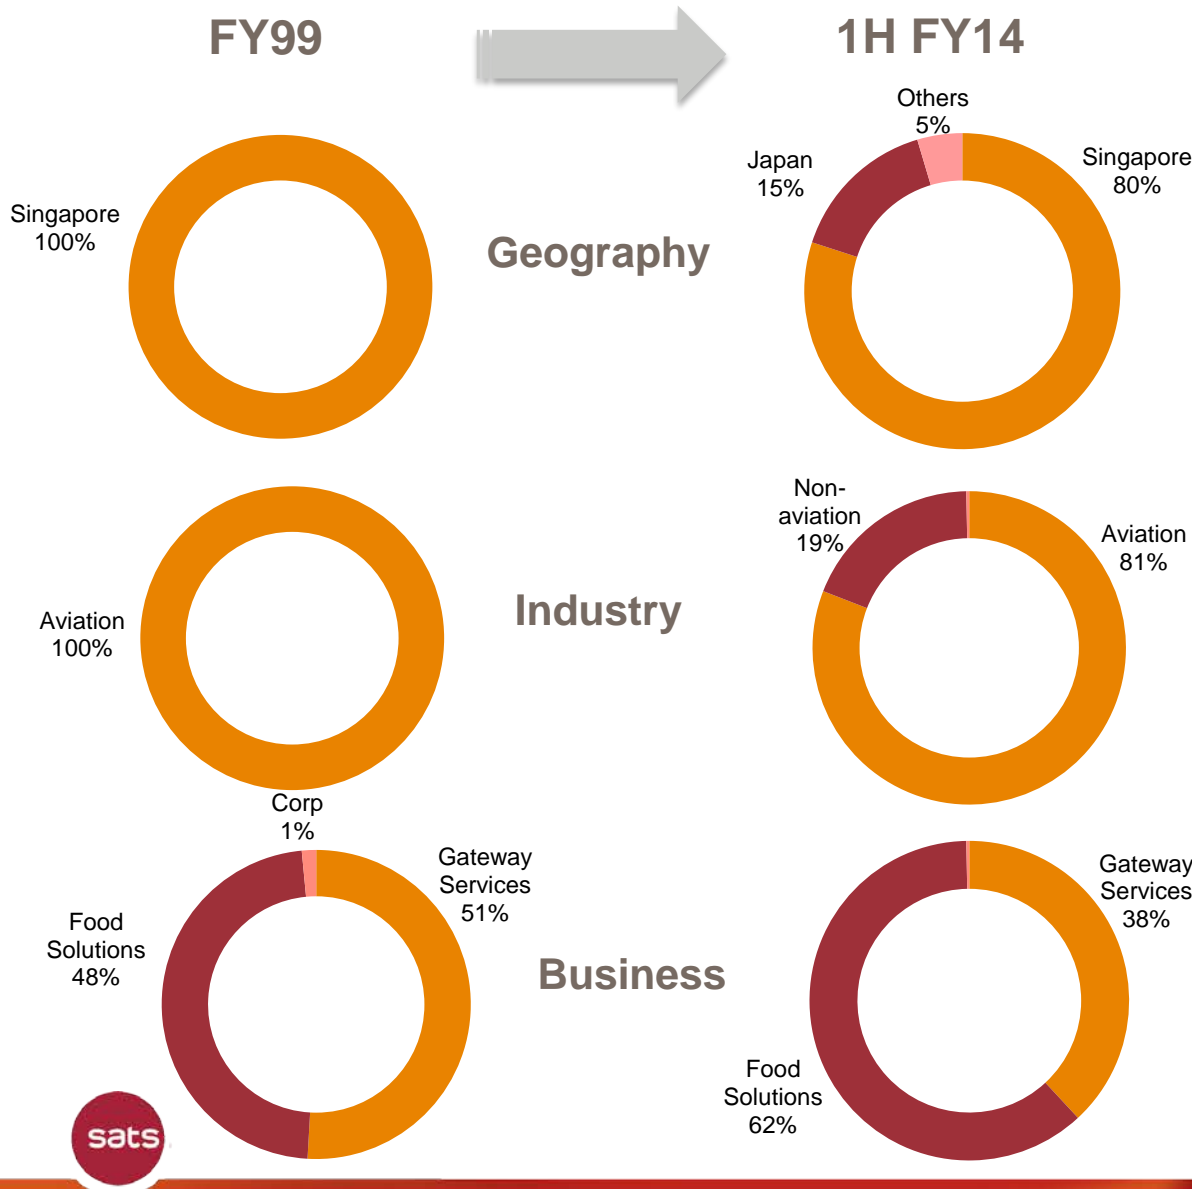 FY99
1H FY14
Singapore
100%
Geography
Others
5%
Japan
15%
Singapore
80%
Aviation
100%
Industry
Non-
aviation
19%
Aviation
81%
Corp
1%
Food
Solutions
48%
Gateway
Services
51%
Business
Gateway
Services
38%
Food
Solutions
62%
sats